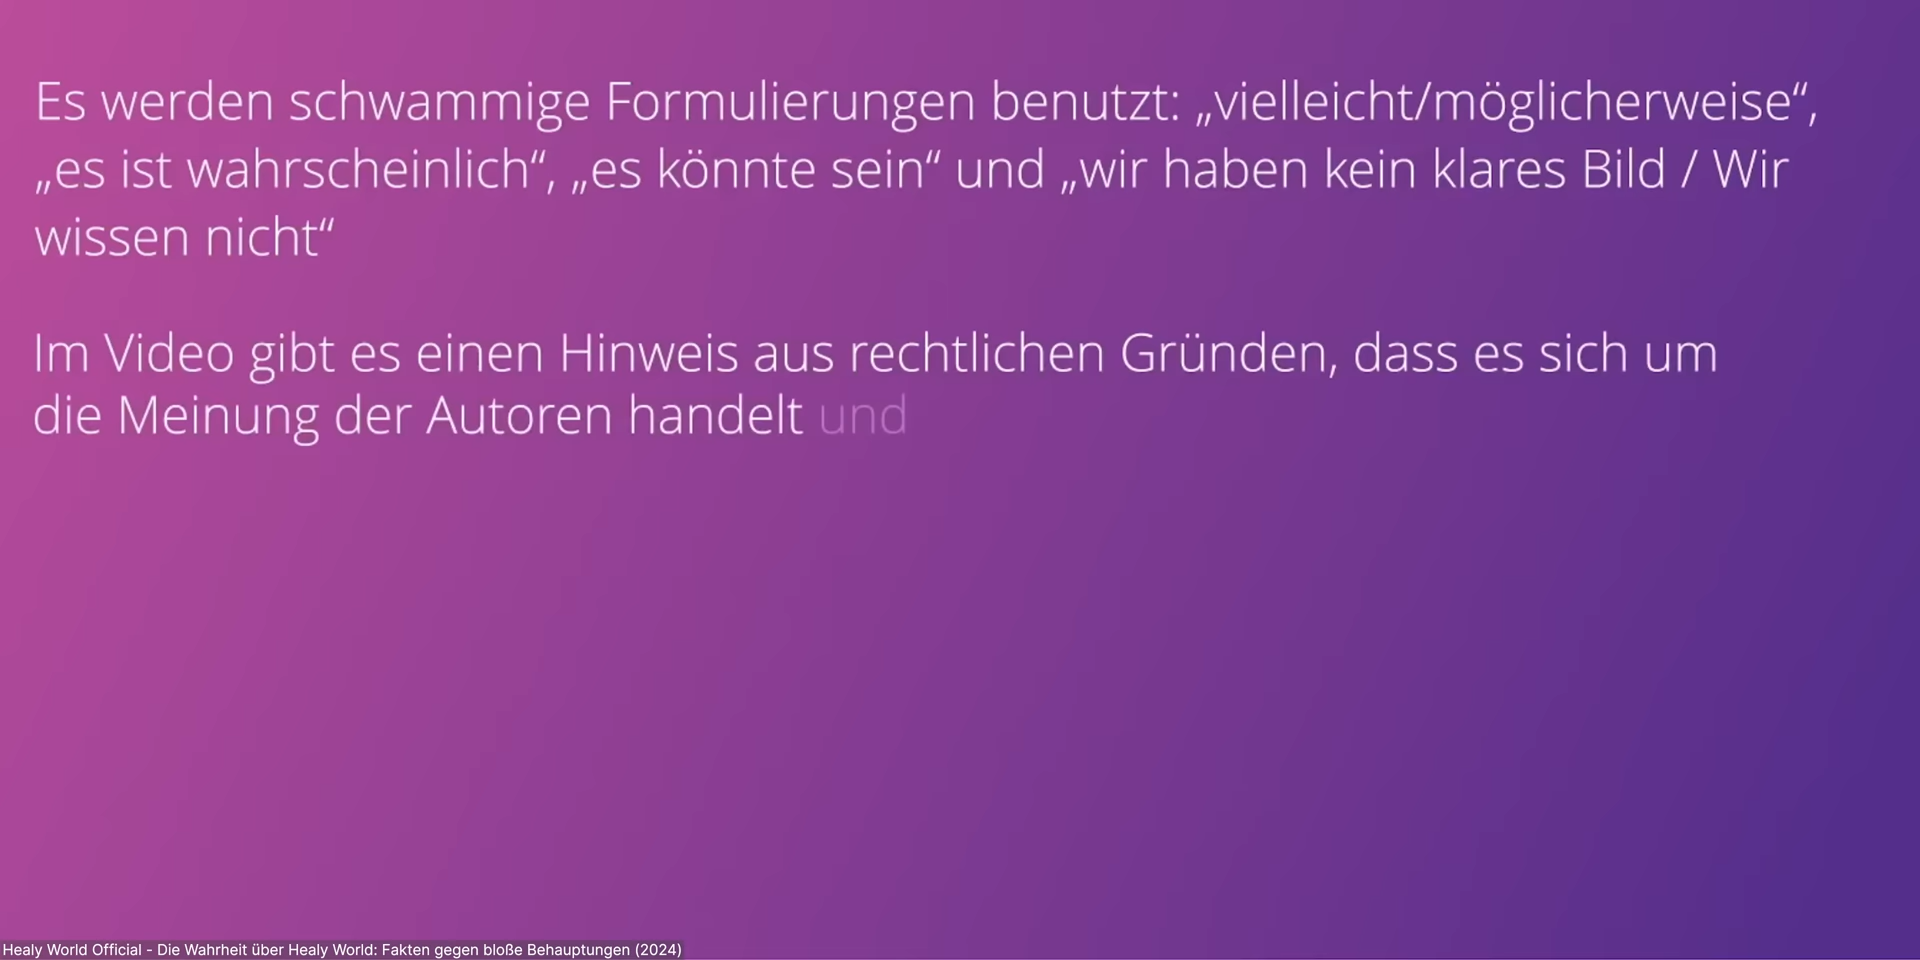 Es werden schwammige Formulierungen benutzt: „vielleicht/möglicherweise“,
„es ist wahrscheinlich“, „es könnte sein“ und „wir haben kein klares Bild / Wir
wissen nicht“
Im Video gibt es einen Hinweis aus rechtlichen Gründen, dass es sich um
die Meinung der Autoren handelt und
Healy World Official - Die Wahrheit über Healy World: Fakten gegen bloße Behauptungen (2024)